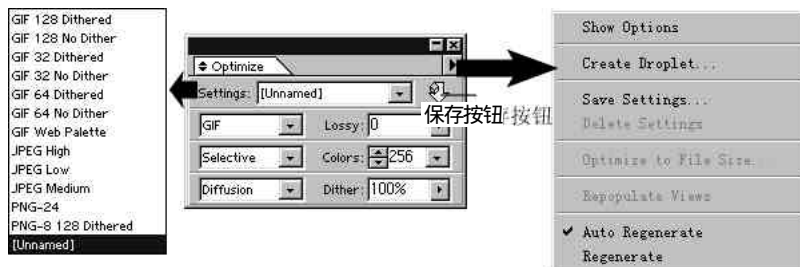 GIF 128 Dithered
GIF 128 No Dither
GIF 32 Dithered
GIF 32 No Dither
GIF 64 Dithered
GIF 64 No Dither
GIF Web Palette
JPEG High
JPEG Low
JPEG Medium
PNG-24
PNG-8 128 Dithered
[Unnamed]
Optimize
Settings: [Unnamed]
保存按钮
存按钮
GIF Lossy: 0
Selective Colors: 256
Diffusion Dither: 100%
Show Options
Create Droplet...
Save Settings...
Delete Settings
Optimize to File Size...
Repopulate Views
Auto Regenerate
Regenerate